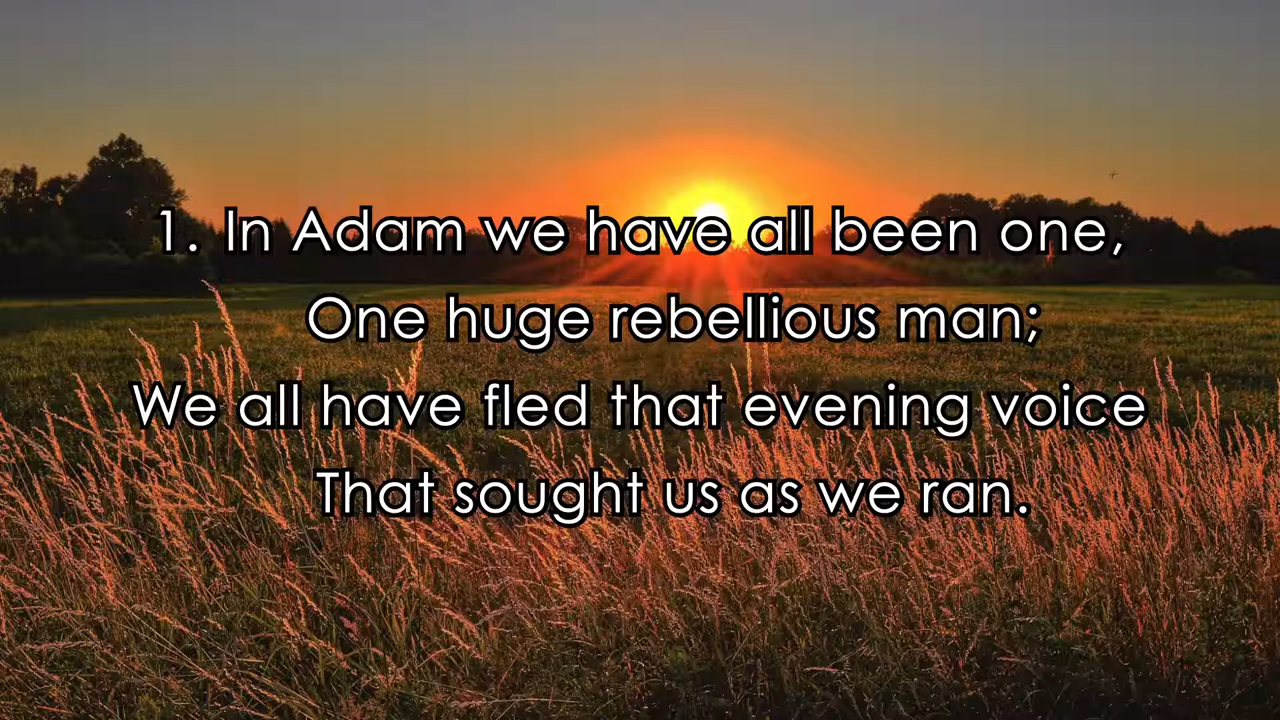 1. In Adam we have all been one,
One huge rebellious man;
We all have fled that evening voice
That sought us as we ran.